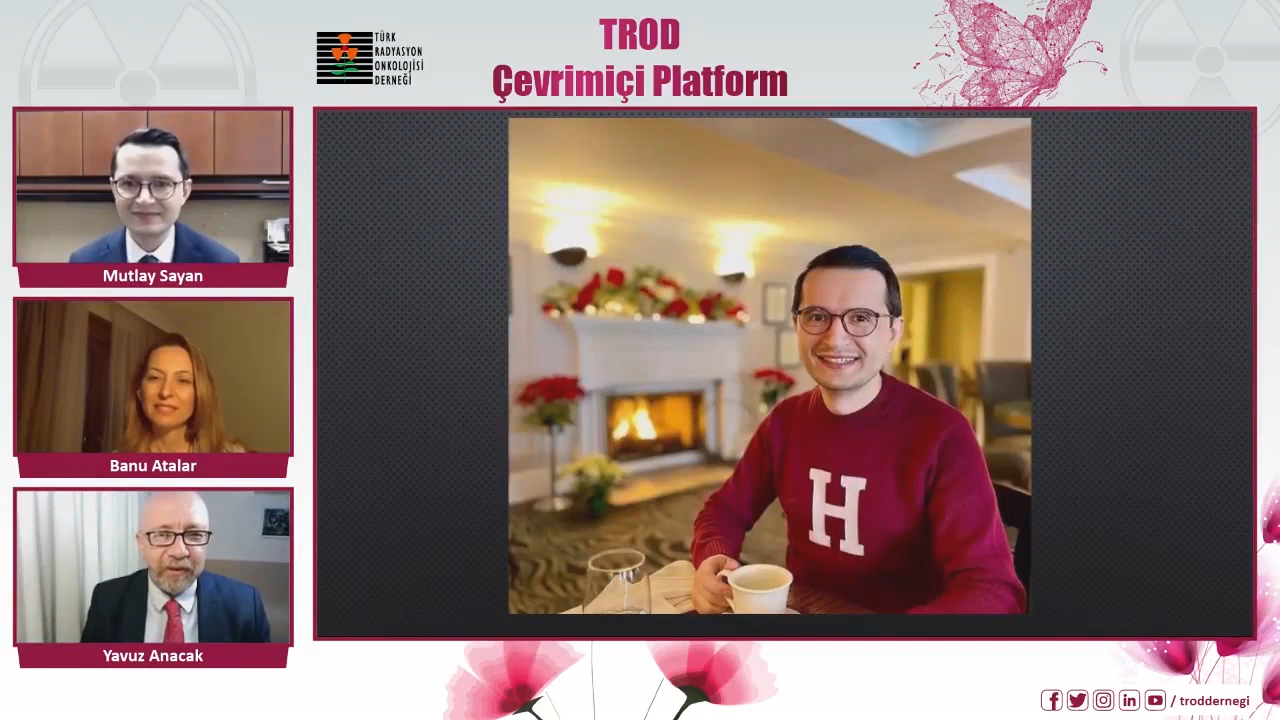 TÜRK
RADYASYON
ONKOLOJİSİ
DERNEĞİ
TROD
Çevrimiçi Platform
Mutlay Sayan
Banu Atalar
Yavuz Anacak
H
/ troddernegi